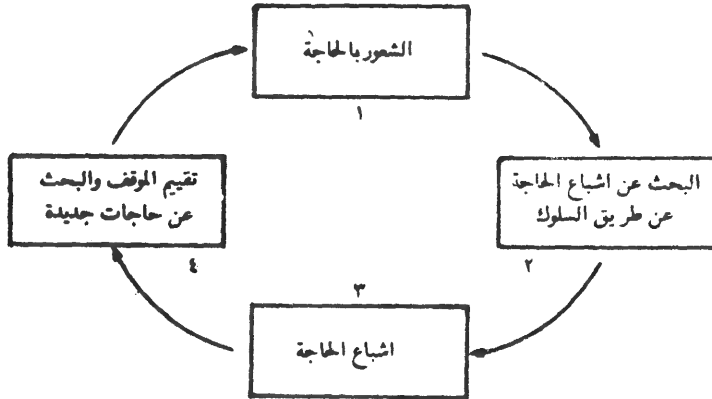 الشعور بالحاجة
١
البحث عن اشباع الحاجة
عن طريق السلوك
٢
٣
اشباع الحاجة
تقييم الموقف والبحث
عن حاجات جديدة
٤